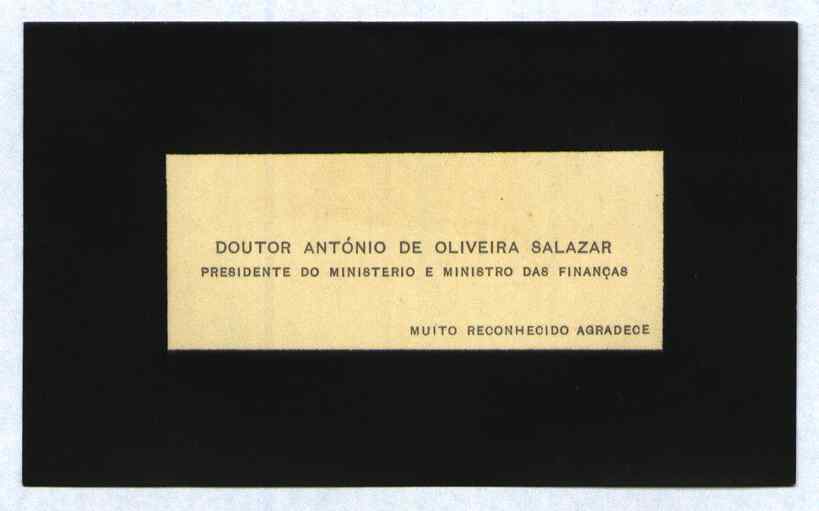 DOUTOR ANTÓNIO DE OLIVEIRA SALAZAR
PRESIDENTE DO MINISTERIO E MINISTRO DAS FINANÇAS
MUITO RECONHECIDO AGRADECE